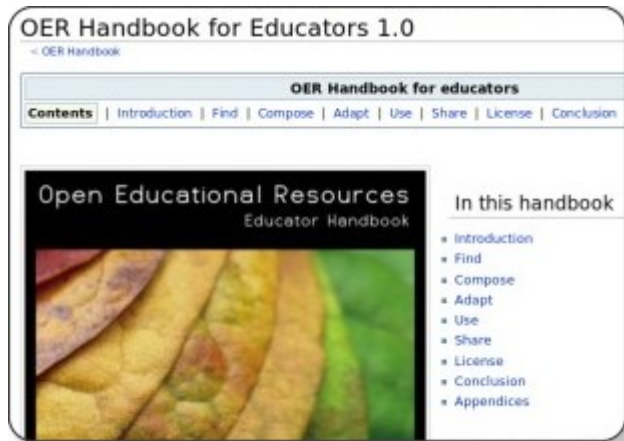 OER Handbook for Educators 1.0
< OER Handbook
OER Handbook for educators
Contents | Introduction | Find | Compose | Adapt | Use | Share | License | Conclusion
Open Educational Resources
Educator Handbook
In this handbook
Introduction
Find
Compose
Adapt
Use
Share
License
Conclusion
Appendices